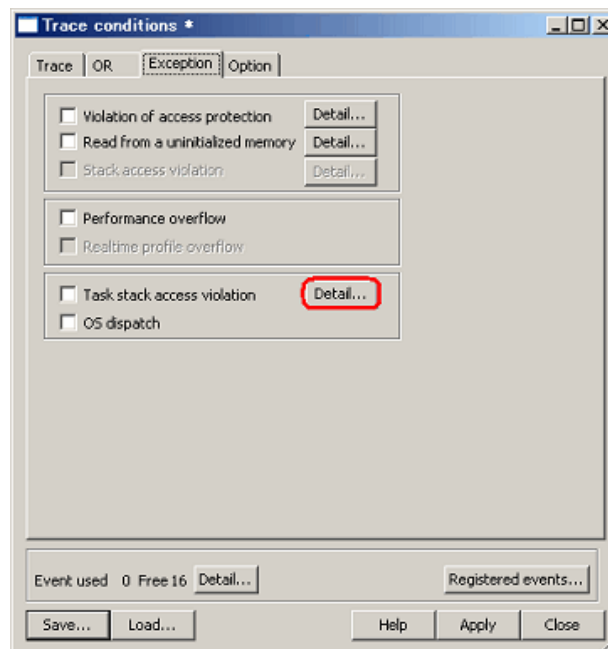 Trace conditions *
Trace OR Exception Option
Violation of access protection Detail...
Read from a uninitialized memory Detail...
Stack access violation Detail...
Performance overflow
Realtime profile overflow
Task stack access violation Detail...
OS dispatch
Event used 0 Free 16 Detail... Registered events...
Save... Load... Help Apply Close